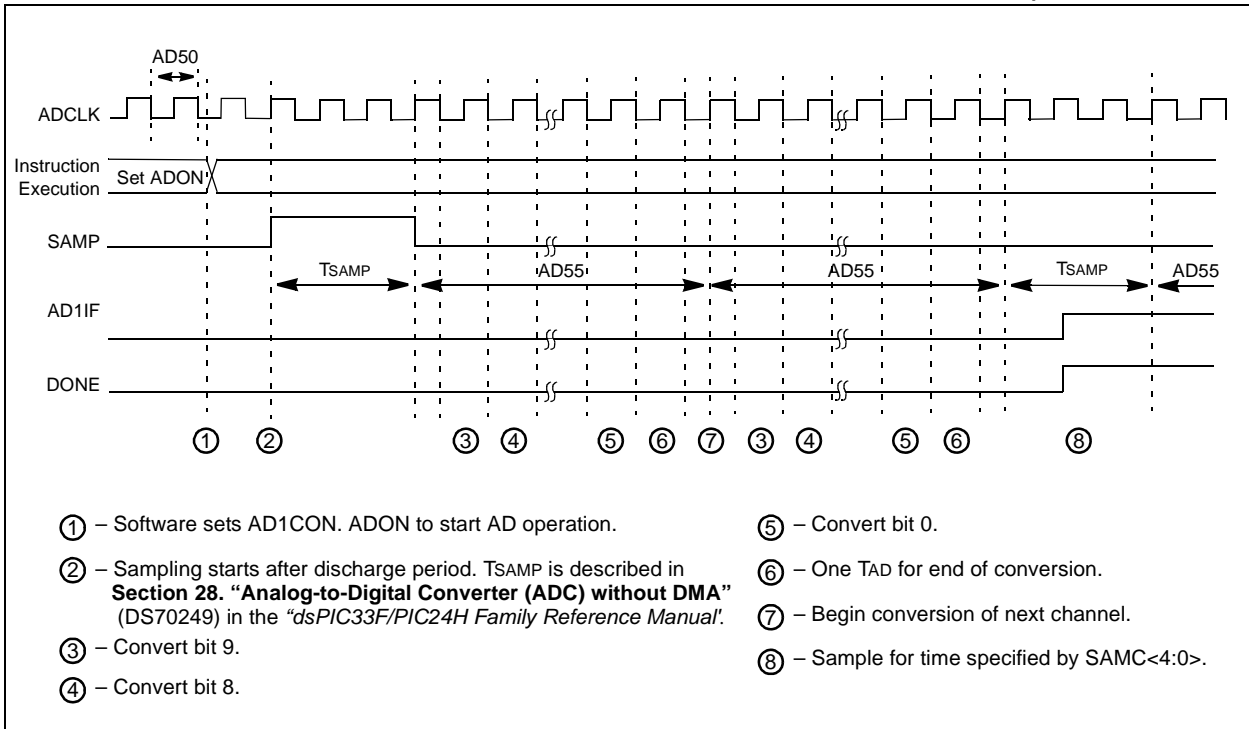 AD50
ADCLK
Instruction
Execution
Set ADON
SAMP
TSAMP
AD55
AD55
TSAMP
AD55
AD1IF
DONE
1 2 3 4 5 6 7 3 4 5 6 8
1 – Software sets AD1CON. ADON to start AD operation.
2 – Sampling starts after discharge period. TSAMP is described in
Section 28. “Analog-to-Digital Converter (ADC) without DMA”
(DS70249) in the “dsPIC33F/PIC24H Family Reference Manual'.
3 – Convert bit 9.
4 – Convert bit 8.
5 – Convert bit 0.
6 – One TAD for end of conversion.
7 – Begin conversion of next channel.
8 – Sample for time specified by SAMC<4:0>.